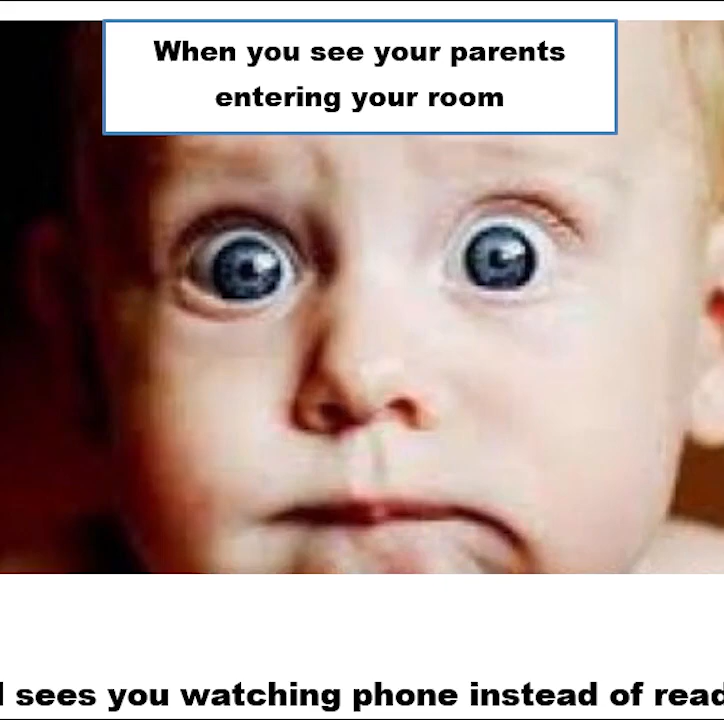 When you see your parents
entering your room
sees you watching phone instead of